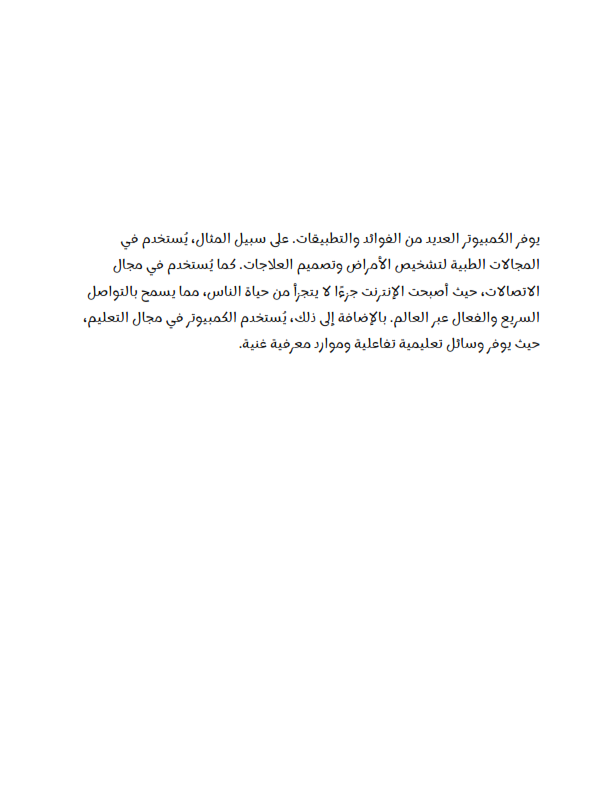 يوفر الكمبيوتر العديد من الفوائد والتطبيقات. على سبيل المثال، يُستخدم في
المجالات الطبية لتشخيص الأمراض وتصميم العلاجات. كما يُستخدم في مجال
الاتصالات، حيث أصبحت الإنترنت جزءًا لا يتجزأ من حياة الناس، مما يسمح بالتواصل
السريع والفعال عبر العالم. بالإضافة إلى ذلك، يُستخدم الكمبيوتر في مجال التعليم،
حيث يوفر وسائل تعليمية تفاعلية وموارد معرفية غنية.